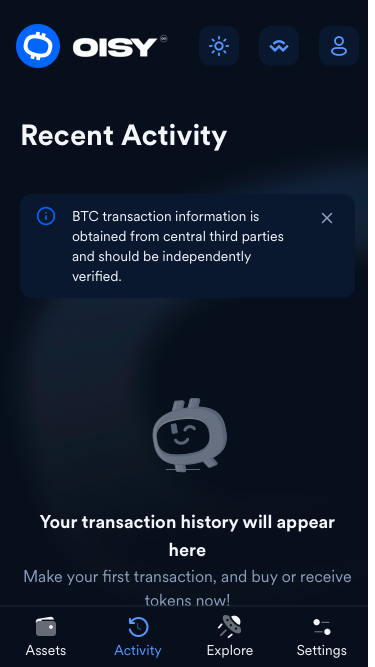 OISY
Recent Activity
BTC transaction information is
obtained from central third parties
and should be independently
verified.
Your transaction history will appear
here
Make your first transaction, and buy or receive
tokens now!
Assets
Activity
Explore
Settings